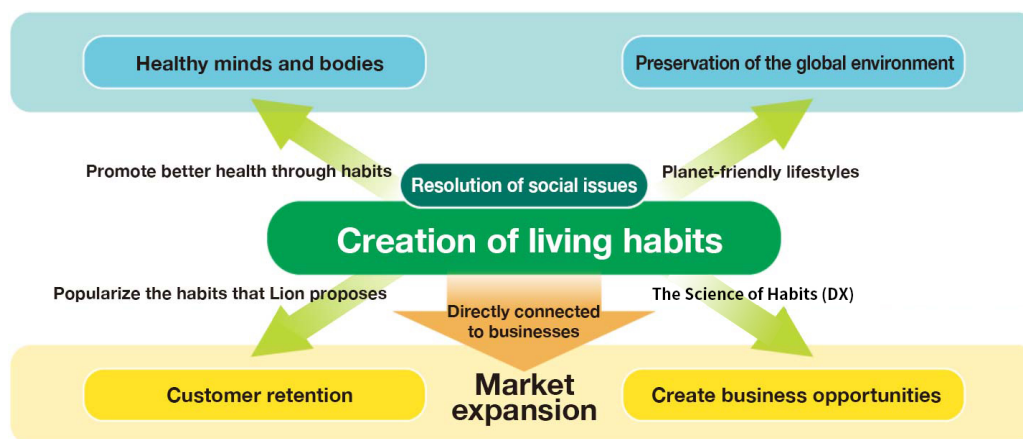 Healthy minds and bodies
Preservation of the global environment
Promote better health through habits
Resolution of social issues
Planet-friendly lifestyles
Creation of living habits
Popularize the habits that Lion proposes
Directly connected
to businesses
The Science of Habits (DX)
Customer retention
Market
expansion
Create business opportunities